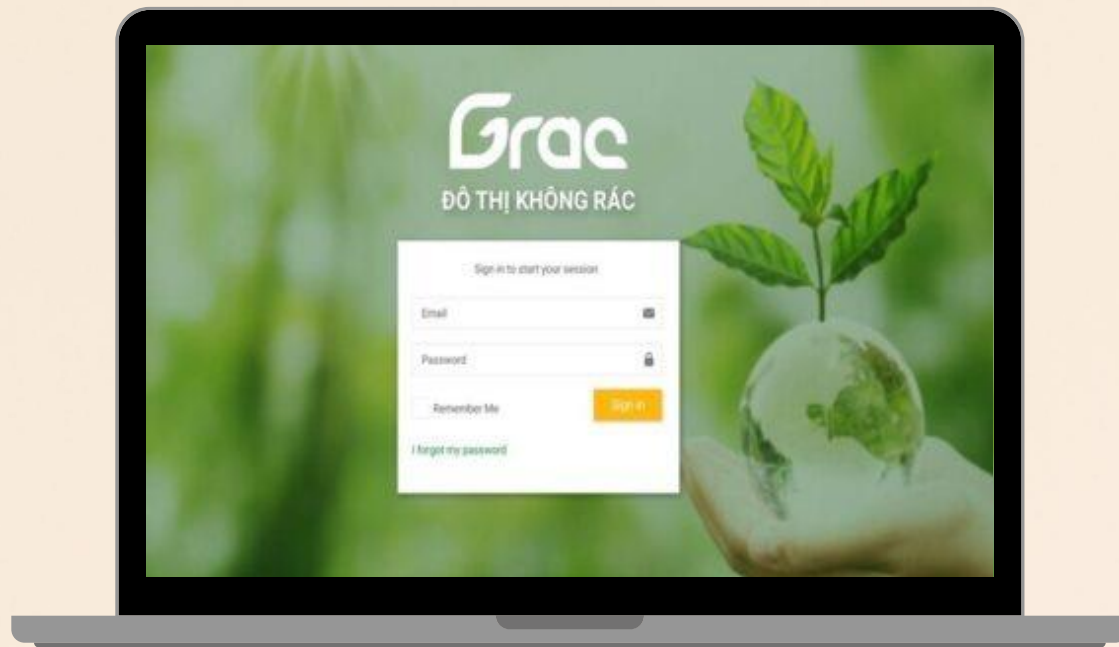 Grac
ĐÔ THỊ KHÔNG RÁC
Sign in to start your session
Email
Password
Remember Me
Sign In
I forgot my password